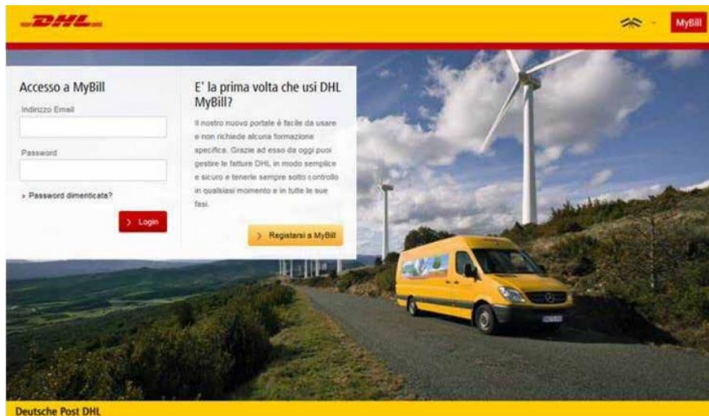 DHL
MyBill
Accesso a MyBill
Indirizzo Email
Password
› Password dimenticata?
› Login
E' la prima volta che usi DHL
MyBill?
Il nostro nuovo portale è facile da usare
e non richiede alcuna formazione
specifica. Grazie ad esso da oggi puoi
gestire le fatture DHL in modo semplice
e sicuro e tenerle sempre sotto controllo
in qualsiasi momento e in tutte le sue
fasi.
› Registarsi a MyBill
Deutsche Post DHL